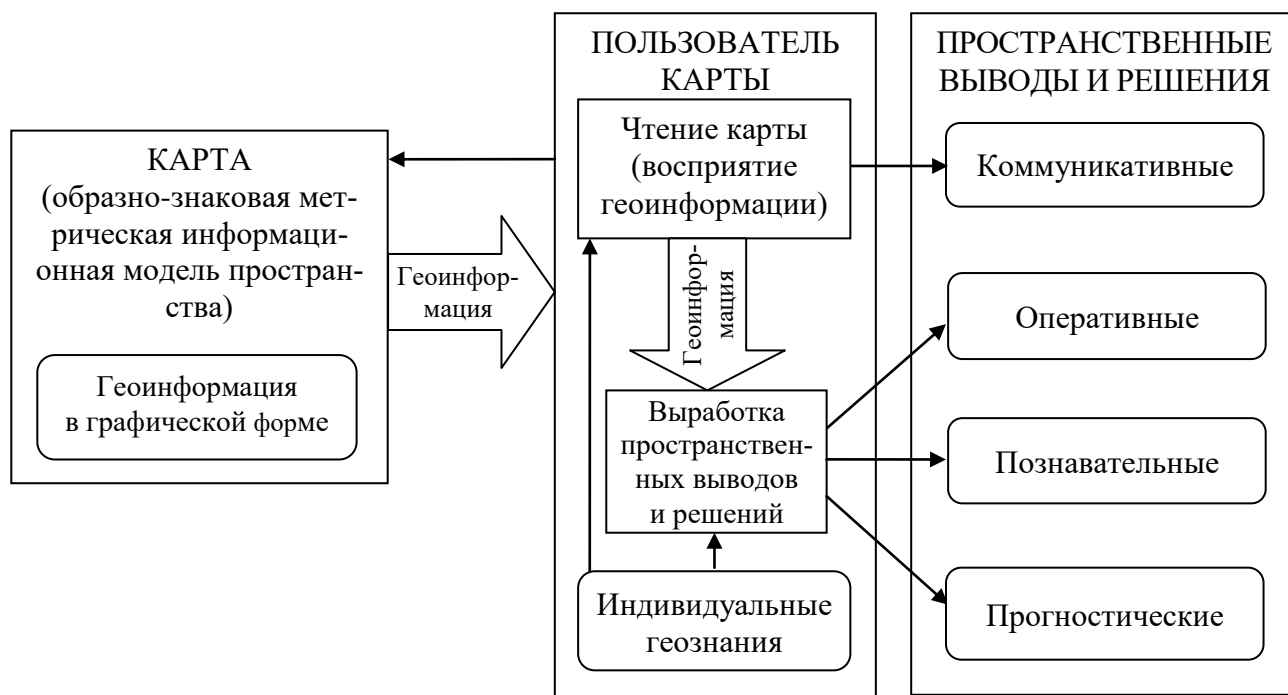 КАРТА
(образно-знаковая мет-
рическая информаци-
онная модель простран-
ства)
Геоинформация
в графической форме
Геоинфор-
мация
ПОЛЬЗОВАТЕЛЬ
КАРТЫ
Чтение карты
(восприятие
геоинформации)
Геоинфор-
мация
Выработка
пространствен-
ных выводов
и решений
Индивидуальные
геознания
ПРОСТРАНСТВЕННЫЕ
ВЫВОДЫ И РЕШЕНИЯ
Коммуникативные
Оперативные
Познавательные
Прогностические